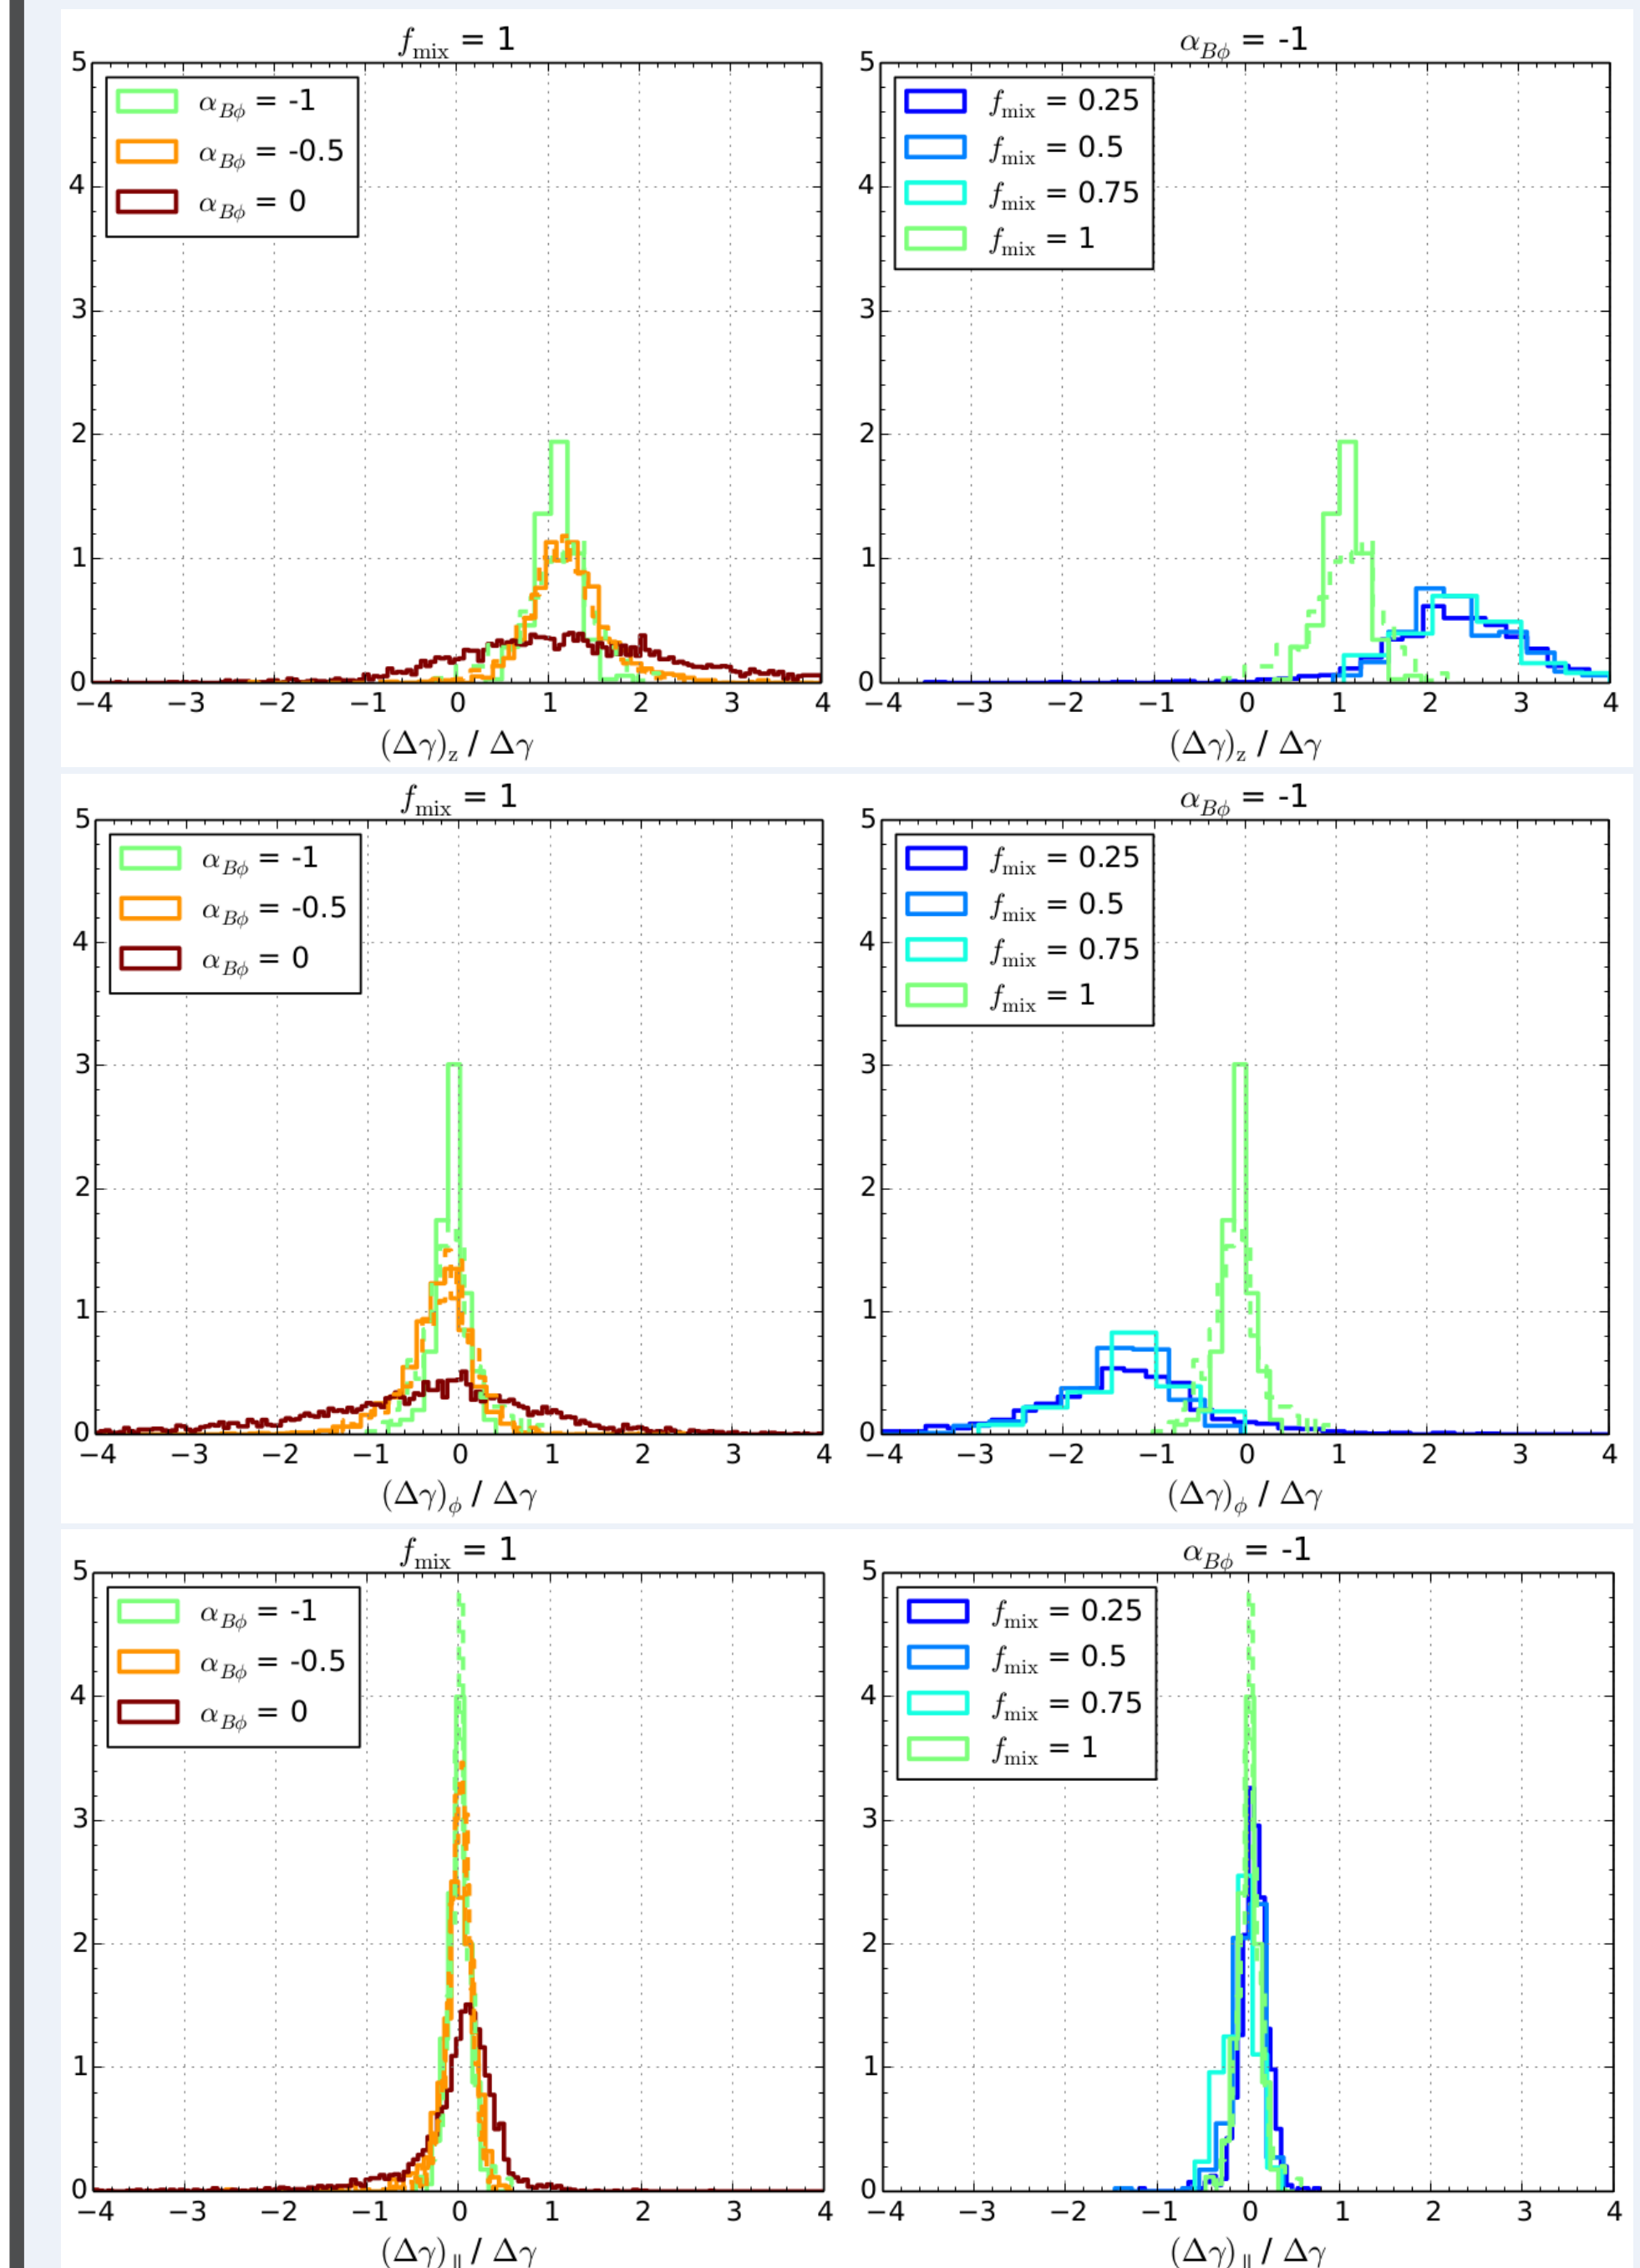 f_mix = 1
α_Bϕ = -1
5
4
3
2
1
0
α_Bϕ = -1
α_Bϕ = -0.5
α_Bϕ = 0
−4 −3 −2 −1 0 1 2 3 4
(Δγ)_z / Δγ
5
4
3
2
1
0
f_mix = 0.25
f_mix = 0.5
f_mix = 0.75
f_mix = 1
−4 −3 −2 −1 0 1 2 3 4
(Δγ)_z / Δγ
f_mix = 1
α_Bϕ = -1
5
4
3
2
1
0
α_Bϕ = -1
α_Bϕ = -0.5
α_Bϕ = 0
−4 −3 −2 −1 0 1 2 3 4
(Δγ)_ϕ / Δγ
5
4
3
2
1
0
f_mix = 0.25
f_mix = 0.5
f_mix = 0.75
f_mix = 1
−4 −3 −2 −1 0 1 2 3 4
(Δγ)_ϕ / Δγ
f_mix = 1
α_Bϕ = -1
5
4
3
2
1
0
α_Bϕ = -1
α_Bϕ = -0.5
α_Bϕ = 0
−4 −3 −2 −1 0 1 2 3 4
(Δγ)_∥ / Δγ
5
4
3
2
1
0
f_mix = 0.25
f_mix = 0.5
f_mix = 0.75
f_mix = 1
−4 −3 −2 −1 0 1 2 3 4
(Δγ)_∥ / Δγ